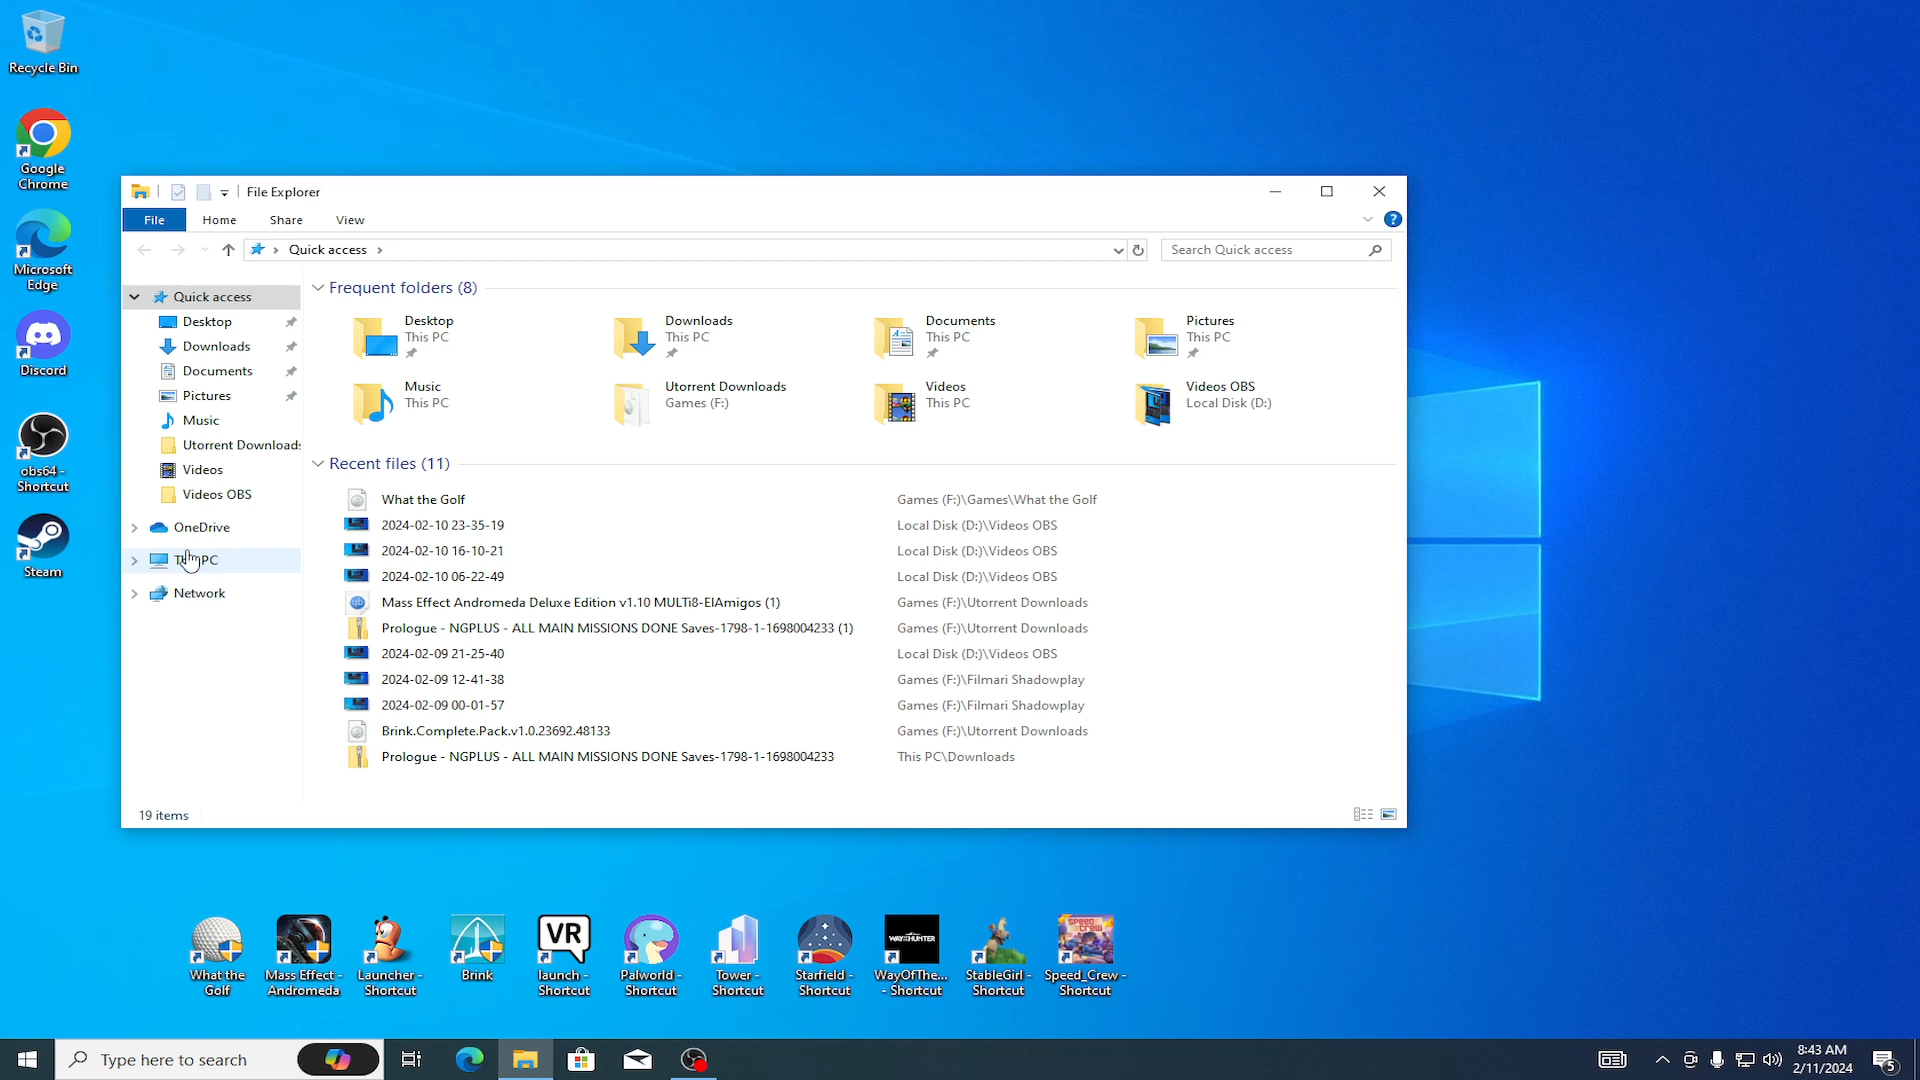 Recycle Bin
Google
Chrome
Microsoft
Edge
Discord
obs64 -
Shortcut
Steam
File Explorer
File
Home
Share
View
?
Quick access
Search Quick access
Quick access
Desktop
Downloads
Documents
Pictures
Music
Utorrent Downloads
Videos
Videos OBS
OneDrive
PC
Network
Frequent folders (8)
Desktop
This PC
Downloads
This PC
Documents
This PC
Pictures
This PC
Music
This PC
Utorrent Downloads
Games (F:)
Videos
This PC
Videos OBS
Local Disk (D:)
Recent files (11)
What the Golf Games (F:)\Games\What the Golf
2024-02-10 23-35-19 Local Disk (D:)\Videos OBS
2024-02-10 16-10-21 Local Disk (D:)\Videos OBS
2024-02-10 06-22-49 Local Disk (D:)\Videos OBS
Mass Effect Andromeda Deluxe Edition v1.10 MULTi8-ElAmigos (1) Games (F:)\Utorrent Downloads
Prologue - NGPLUS - ALL MAIN MISSIONS DONE Saves-1798-1-1698004233 (1) Games (F:)\Utorrent Downloads
2024-02-09 21-25-40 Local Disk (D:)\Videos OBS
2024-02-09 12-41-38 Games (F:)\Filmari Shadowplay
2024-02-09 00-01-57 Games (F:)\Filmari Shadowplay
Brink.Complete.Pack.v1.0.23692.48133 Games (F:)\Utorrent Downloads
Prologue - NGPLUS - ALL MAIN MISSIONS DONE Saves-1798-1-1698004233 This PC\Downloads
19 items
VR
WAY OF THE HUNTER
SPEED CREW
What the
Golf
Mass Effect -
Andromeda
Launcher -
Shortcut
Brink
launch -
Shortcut
Palworld -
Shortcut
Tower -
Shortcut
Starfield -
Shortcut
WayOfThe...
- Shortcut
StableGirl -
Shortcut
Speed_Crew -
Shortcut
Type here to search
8:43 AM
2/11/2024
5